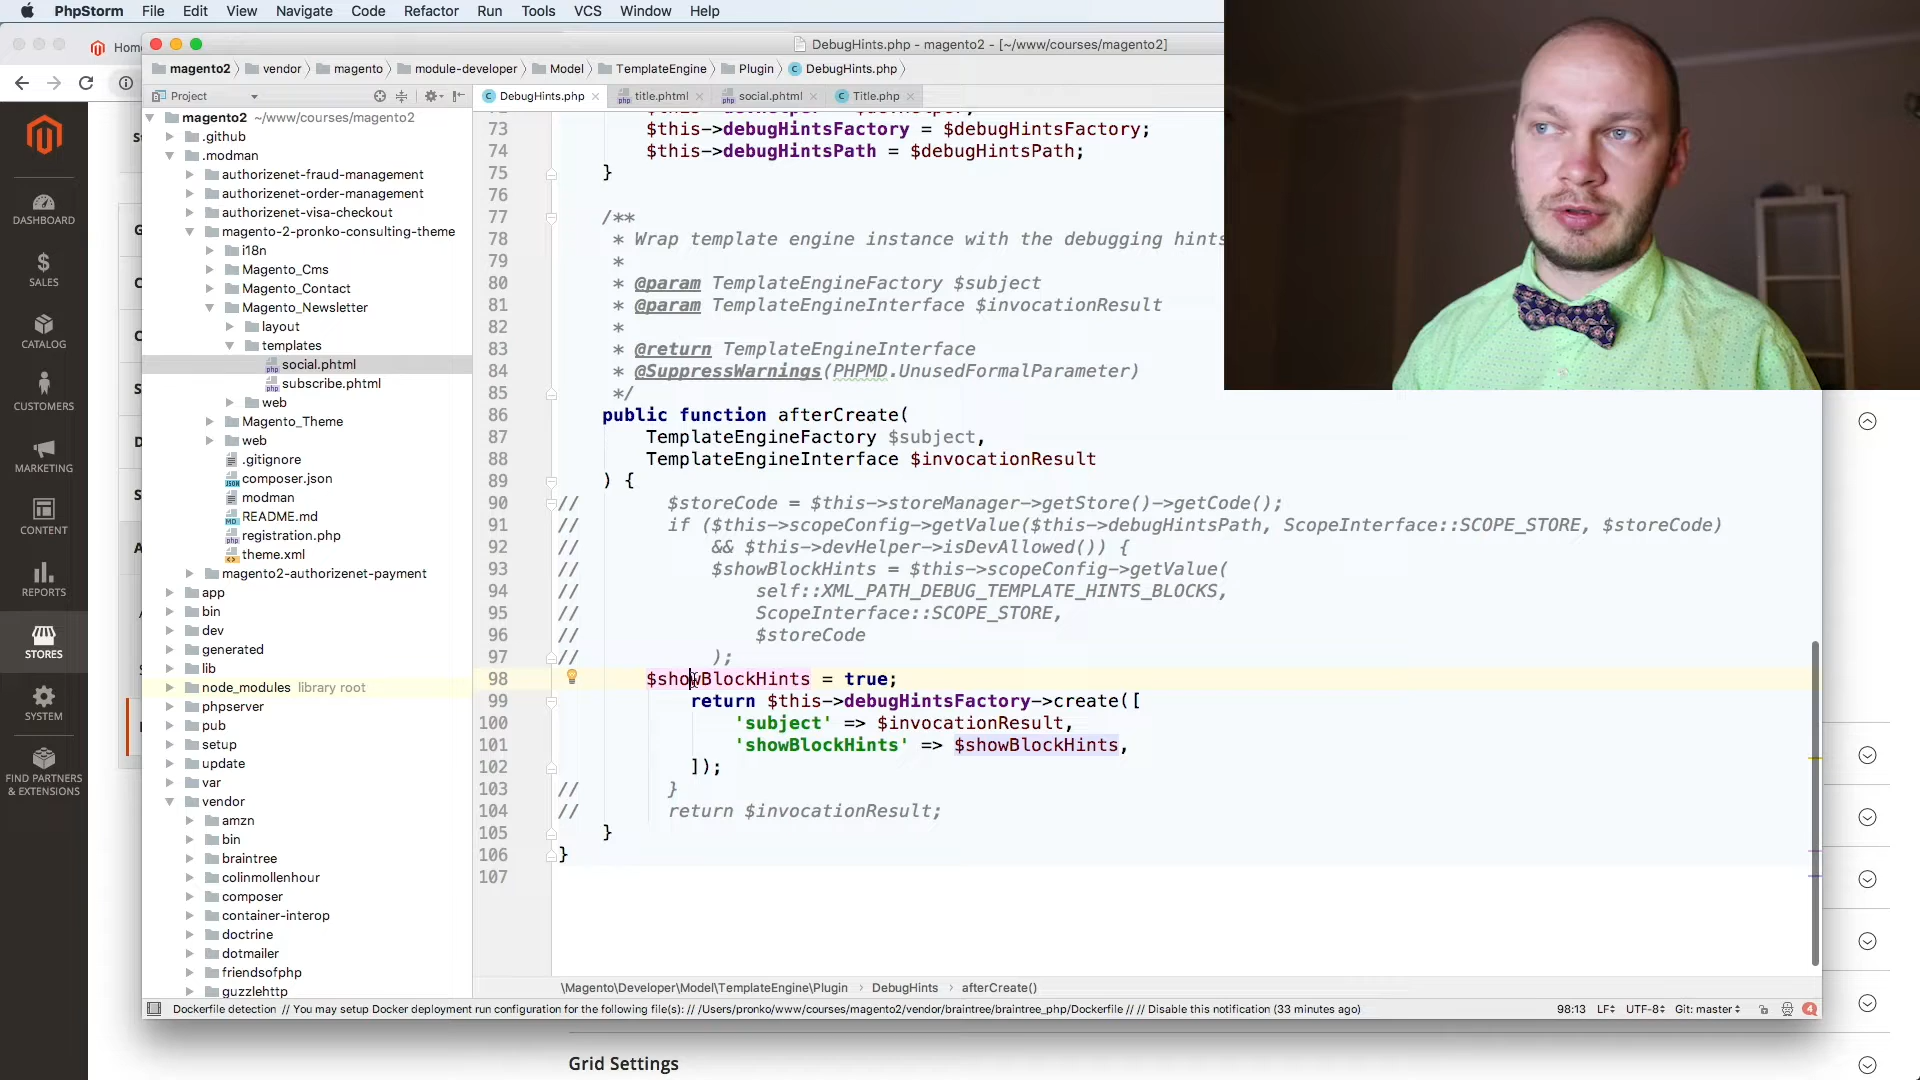 PhpStorm File Edit View Navigate Code Refactor Run Tools VCS Window Help
Home
DebugHints.php - magento2 - [~/www/courses/magento2]
magento2 vendor magento module-developer Model TemplateEngine Plugin DebugHints.php
Project
DebugHints.php title.phtml social.phtml Title.php
magento2 ~/www/courses/magento2
.github
.modman
authorizenet-fraud-management
authorizenet-order-management
authorizenet-visa-checkout
magento-2-pronko-consulting-theme
i18n
Magento_Cms
Magento_Contact
Magento_Newsletter
layout
templates
social.phtml
subscribe.phtml
web
Magento_Theme
web
.gitignore
composer.json
modman
README.md
registration.php
theme.xml
magento2-authorizenet-payment
app
bin
dev
generated
lib
node_modules library root
phpserver
pub
setup
update
var
vendor
amzn
bin
braintree
colinmollenhour
composer
container-interop
doctrine
dotmailer
friendsofphp
guzzlehttp
DASHBOARD
SALES
CATALOG
CUSTOMERS
MARKETING
CONTENT
REPORTS
STORES
SYSTEM
FIND PARTNERS
& EXTENSIONS
73 $this->debugHintsFactory = $debugHintsFactory;
74 $this->debugHintsPath = $debugHintsPath;
75 }
76
77 /**
78 * Wrap template engine instance with the debugging hints
79 *
80 * @param TemplateEngineFactory $subject
81 * @param TemplateEngineInterface $invocationResult
82 *
83 * @return TemplateEngineInterface
84 * @SuppressWarnings(PHPMD.UnusedFormalParameter)
85 */
86 public function afterCreate(
87 TemplateEngineFactory $subject,
88 TemplateEngineInterface $invocationResult
89 ) {
90 // $storeCode = $this->storeManager->getStore()->getCode();
91 // if ($this->scopeConfig->getValue($this->debugHintsPath, ScopeInterface::SCOPE_STORE, $storeCode)
92 // && $this->devHelper->isDevAllowed()) {
93 // $showBlockHints = $this->scopeConfig->getValue(
94 // self::XML_PATH_DEBUG_TEMPLATE_HINTS_BLOCKS,
95 // ScopeInterface::SCOPE_STORE,
96 // $storeCode
97 // );
98 $showBlockHints = true;
99 return $this->debugHintsFactory->create([
100 'subject' => $invocationResult,
101 'showBlockHints' => $showBlockHints,
102 ]);
103 // }
104 // return $invocationResult;
105 }
106 }
107
\Magento\Developer\Model\TemplateEngine\Plugin DebugHints afterCreate()
Dockerfile detection // You may setup Docker deployment run configuration for the following file(s): // /Users/pronko/www/courses/magento2/vendor/braintree/braintree_php/Dockerfile // // Disable this notification (33 minutes ago) 98:13 LF UTF-8 Git: master 4
Grid Settings